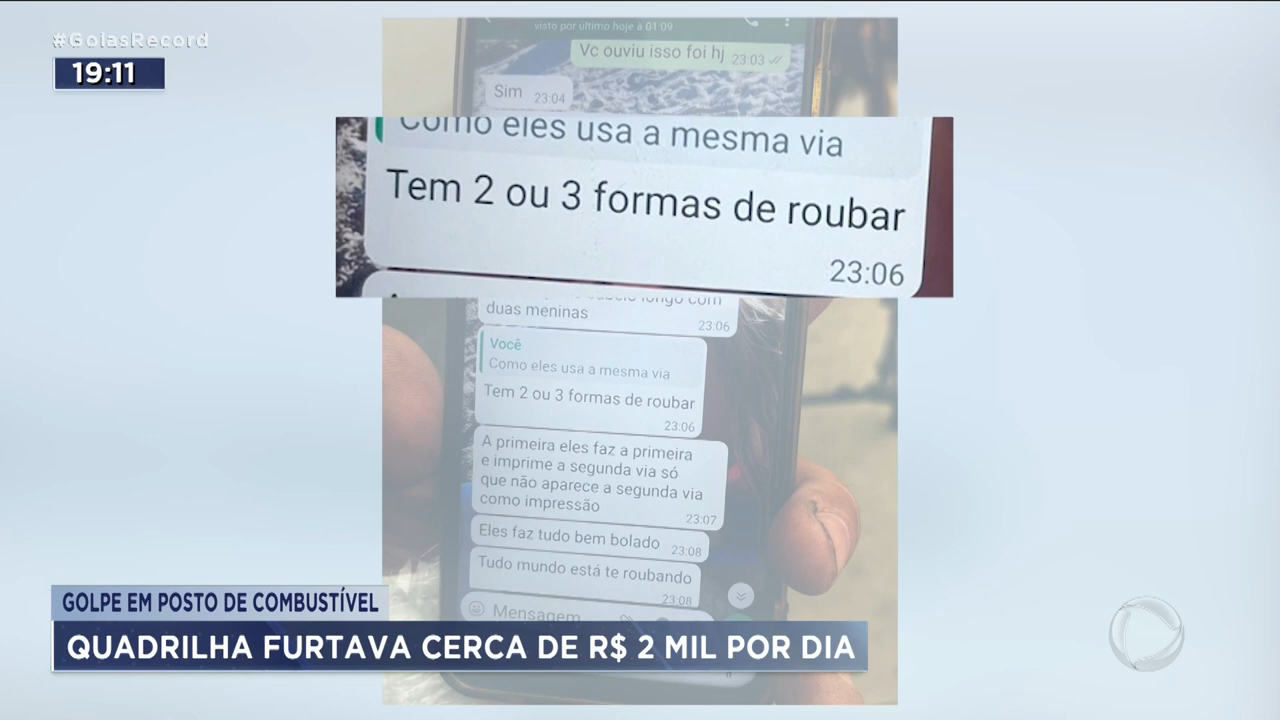 #GoiasRecord
19:11
visto por último hoje à 01:09
Vc ouviu isso foi hj 23:03
Sim 23:04
Como eles usa a mesma via
Tem 2 ou 3 formas de roubar
23:06
longo com
duas meninas
23:06
Você
Como eles usa a mesma via
Tem 2 ou 3 formas de roubar
23:06
A primeira eles faz a primeira
e imprime a segunda via só
que não aparece a segunda via
como impressão
23:07
Eles faz tudo bem bolado 23:08
Tudo mundo está te roubando
23:08
Mensagem
GOLPE EM POSTO DE COMBUSTÍVEL
QUADRILHA FURTAVA CERCA DE R$ 2 MIL POR DIA